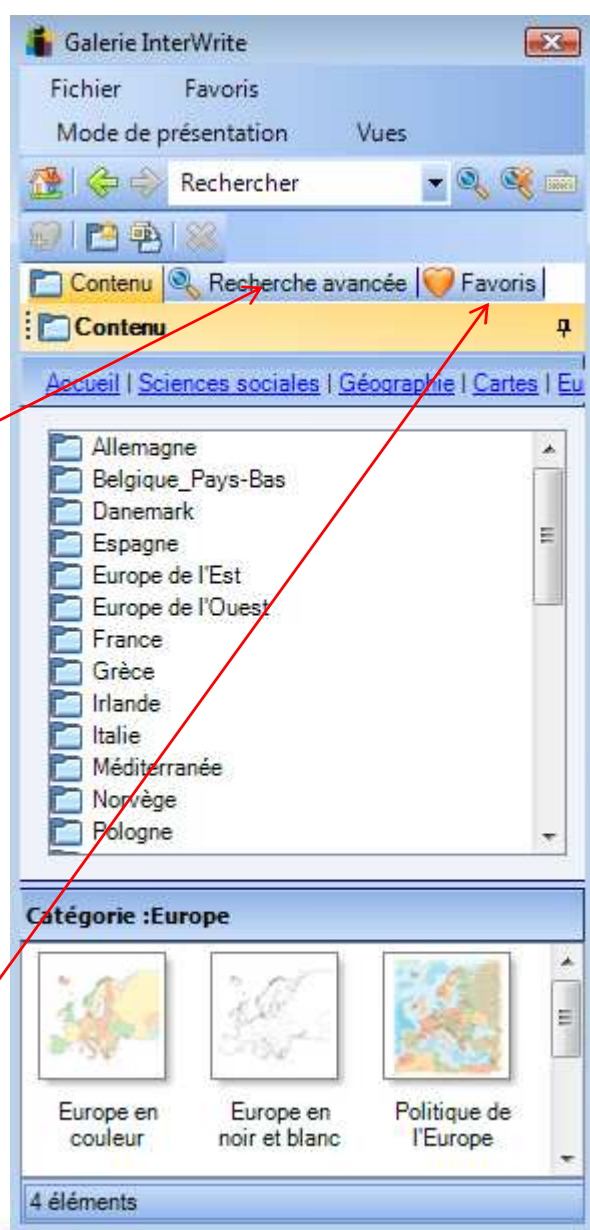 Galerie InterWrite
Fichier Favoris
Mode de présentation Vues
Rechercher
Contenu Recherche avancée Favoris
Contenu
Accueil | Sciences sociales | Géographie | Cartes | Eu
Allemagne
Belgique_Pays-Bas
Danemark
Espagne
Europe de l'Est
Europe de l'Ouest
France
Grèce
Irlande
Italie
Méditerranée
Norvège
Pologne
Catégorie :Europe
Europe en couleur
Europe en noir et blanc
Politique de l'Europe
4 éléments